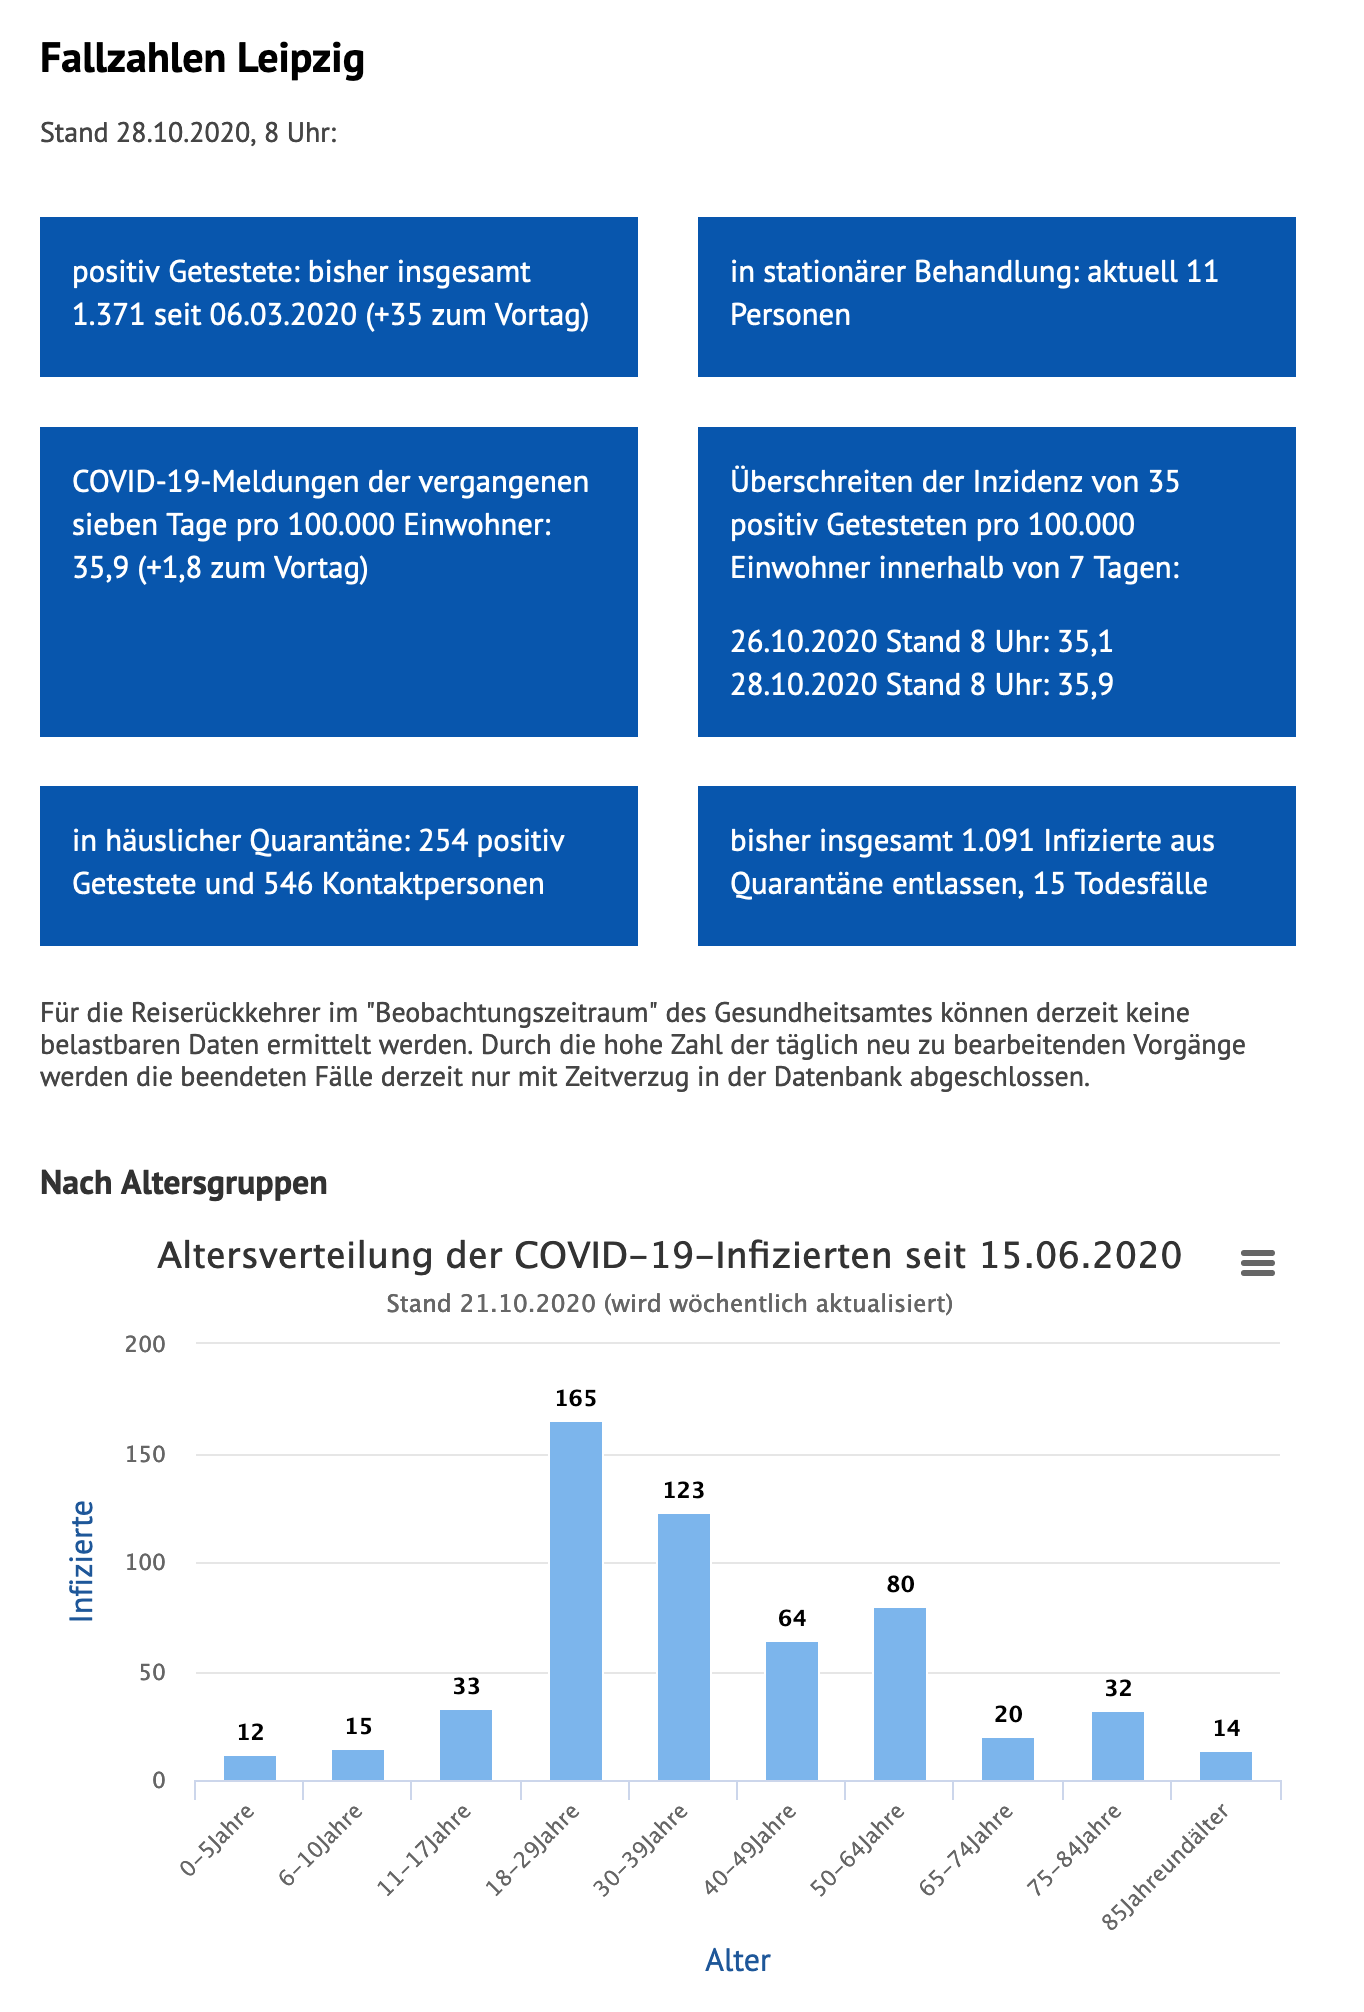 Fallzahlen Leipzig
Stand 28.10.2020, 8 Uhr:
positiv Getestete: bisher insgesamt
1.371 seit 06.03.2020 (+35 zum Vortag)
in stationärer Behandlung: aktuell 11
Personen
COVID-19-Meldungen der vergangenen
sieben Tage pro 100.000 Einwohner:
35,9 (+1,8 zum Vortag)
Überschreiten der Inzidenz von 35
positiv Getesteten pro 100.000
Einwohner innerhalb von 7 Tagen:
26.10.2020 Stand 8 Uhr: 35,1
28.10.2020 Stand 8 Uhr: 35,9
in häuslicher Quarantäne: 254 positiv
Getestete und 546 Kontaktpersonen
bisher insgesamt 1.091 Infizierte aus
Quarantäne entlassen, 15 Todesfälle
Für die Reiserückkehrer im "Beobachtungszeitraum" des Gesundheitsamtes können derzeit keine
belastbaren Daten ermittelt werden. Durch die hohe Zahl der täglich neu zu bearbeitenden Vorgänge
werden die beendeten Fälle derzeit nur mit Zeitverzug in der Datenbank abgeschlossen.
Nach Altersgruppen
Altersverteilung der COVID-19-Infizierten seit 15.06.2020
Stand 21.10.2020 (wird wöchentlich aktualisiert)
Infizierte
200
150
100
50
0
12
15
33
165
123
64
80
20
32
14
0-5Jahre
6-10Jahre
11-17Jahre
18-29Jahre
30-39Jahre
40-49Jahre
50-64Jahre
65-74Jahre
75-84Jahre
85Jahreundälter
Alter